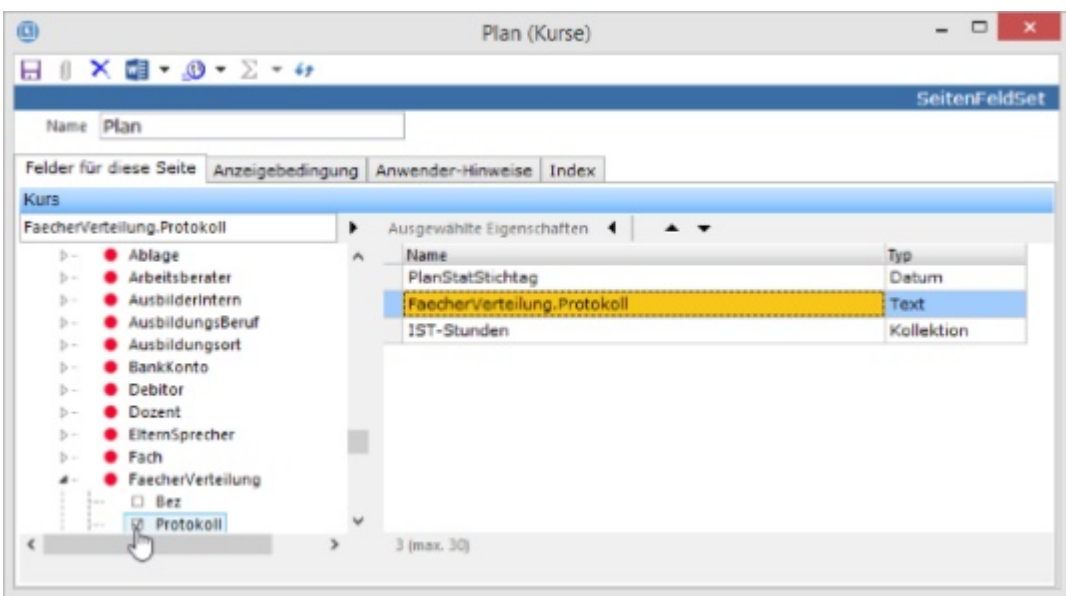 Plan (Kurse)
SeitenFeldSet
Name Plan
Felder für diese Seite Anzeigebedingung Anwender-Hinweise Index
Kurs
FaecherVerteilung.Protokoll Ausgewählte Eigenschaften
Name Typ
Ablage
PlanStatStichtag Datum
Arbeitsberater
AusbilderIntern
FaecherVerteilung.Protokoll Text
AusbildungsBeruf
IST-Stunden Kollektion
Ausbildungsort
BankKonto
Debitor
Dozent
ElternSprecher
Fach
FaecherVerteilung
Bez
Protokoll
3 (max. 30)